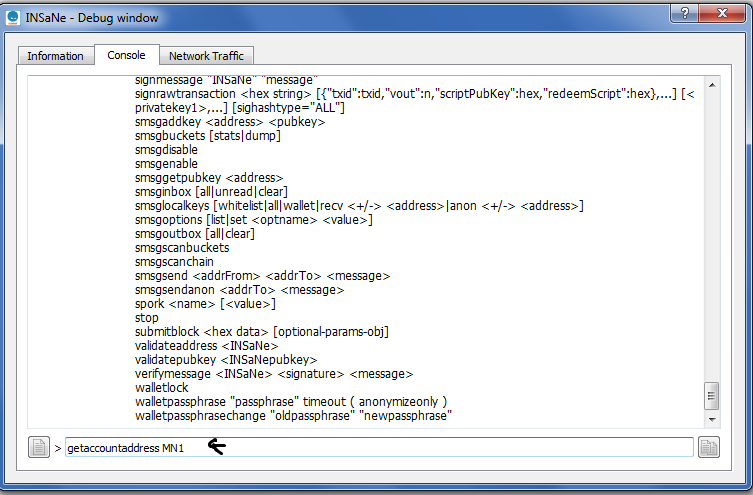 INSaNe - Debug window
Information
Console
Network Traffic
signmessage "INSaNe" "message"
signrawtransaction <hex string> [{"txid":txid,"vout":n,"scriptPubKey":hex,"redeemScript":hex},...] [<
privatekey1>,...] [sighashtype="ALL"]
smsgaddkey <address> <pubkey>
smsgbuckets [stats|dump]
smsgdisable
smsgenable
smsggetpubkey <address>
smsginbox [all|unread|clear]
smsglocalkeys [whitelist|all|wallet|recv <+/-> <address>|anon <+/-> <address>]
smsgoptions [list|set <optname> <value>]
smsgoutbox [all|clear]
smsgscanbuckets
smsgscanchain
smsgsend <addrFrom> <addrTo> <message>
smsgsendanon <addrTo> <message>
spork <name> [<value>]
stop
submitblock <hex data> [optional-params-obj]
validateaddress <INSaNe>
validatepubkey <INSaNepubkey>
verifymessage <INSaNe> <signature> <message>
walletlock
walletpassphrase "passphrase" timeout ( anonymizeonly )
walletpassphrasechange "oldpassphrase" "newpassphrase"
> getaccountaddress MN1